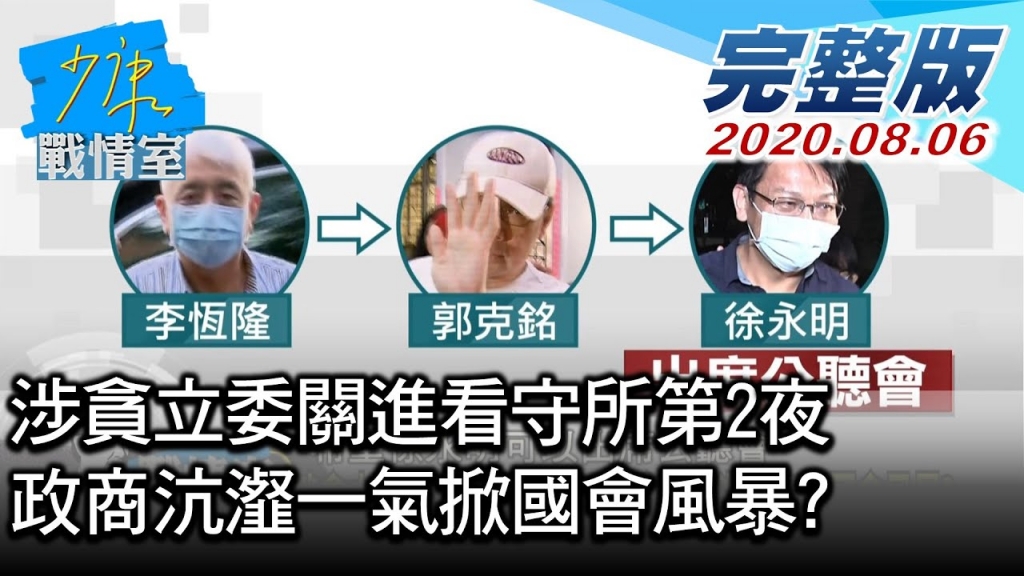 少康
戰情室
完整版
2020.08.06
李恆隆
郭克銘
徐永明
出席公聽會
涉貪立委關進看守所第2夜
政商沆瀣一氣掀國會風暴?